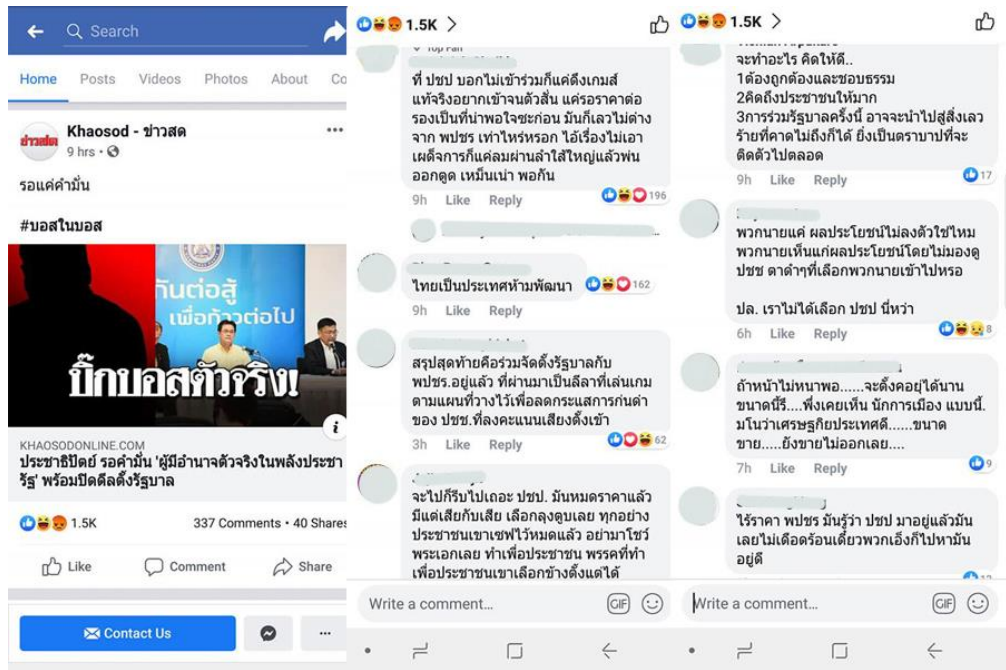 Search
Home Posts Videos Photos About Co
ข่าวสด
Khaosod - ข่าวสด
9 hrs
รอแค่คำมั่น
#บอสในบอส
กันต่อสู้
เพื่อก้าวต่อไป
บิ๊กบอสตัวจริง!
KHAOSODONLINE.COM
ประชาธิปัตย์ รอคำมั่น 'ผู้มีอำนาจตัวจริงในพลังประชา
รัฐ' พร้อมปิดดีลตั้งรัฐบาล
1.5K 337 Comments • 40 Shares
Like Comment Share
Contact Us
1.5K
Top Fan
ที่ ปชป บอกไม่เข้าร่วมก็แค่ดึงเกมส์
แท้จริงอยากเข้าจนตัวสั่น แค่รอราคาต่อ
รองเป็นที่น่าพอใจซะก่อน มันก็เลวไม่ต่าง
จาก พปชร เท่าไหร่หรอก ไอ้เรื่องไม่เอา
เผด็จการก็แค่ลมผ่านลำใส้ใหญ่แล้วพ่น
ออกตูด เหม็นเน่า พอกัน
9h Like Reply 196
ไทยเป็นประเทศห้ามพัฒนา 162
9h Like Reply
สรุปสุดท้ายคือร่วมจัดตั้งรัฐบาลกับ
พปชร.อยู่แล้ว ที่ผ่านมาเป็นลีลาที่เล่นเกม
ตามแผนที่วางไว้เพื่อลดกระแสการก่นด่า
ของ ปชช.ที่ลงคะแนนเสียงตั้งเข้า
3h Like Reply 62
จะไปก็รีบไปเถอะ ปชป. มันหมดราคาแล้ว
มีแต่เสียกับเสีย เลือกลุงตูบเลย ทุกอย่าง
ประชาชนเขาเซฟไว้หมดแล้ว อย่ามาโชว์
พระเอกเลย ทำเพื่อประชาชน พรรคที่ทำ
เพื่อประชาชนเขาเลือกข้างตั้งแต่ได้
Write a comment... GIF
1.5K
จะทำอะไร คิดให้ดี..
1ต้องถูกต้องและชอบธรรม
2คิดถึงประชาชนให้มาก
3การร่วมรัฐบาลครั้งนี้ อาจจะนำไปสู่สิ่งเลว
ร้ายที่คาดไม่ถึงก็ได้ ยิ่งเป็นตราบาปที่จะ
ติดตัวไปตลอด
9h Like Reply 17
พวกนายแค่ ผลประโยชน์ไม่ลงตัวใช่ไหม
พวกนายเห็นแก่ผลประโยชน์โดยไม่มองดู
ปชช ตาดำๆที่เลือกพวกนายเข้าไปหรอ
ปล. เราไม่ได้เลือก ปชป นี่หว่า
6h Like Reply 8
ถ้าหน้าไม่หนาพอ......จะตั้งคอยุ่ได้นาน
ขนาดนี้รึ....พึ่งเคยเห็น นักการเมือง แบบนี้.
มโนว่าเศรษฐกิยประเทศดี......ขนาด
ขาย.....ยังขายไม่ออกเลย....
7h Like Reply 9
ไร้ราคา พปชร มันรู้ว่า ปชป มาอยู่แล้วมัน
เลยไม่เดือดร้อนเดี๋ยวพวกเอ็งก็ไปหามัน
อยู่ดี
Write a comment... GIF